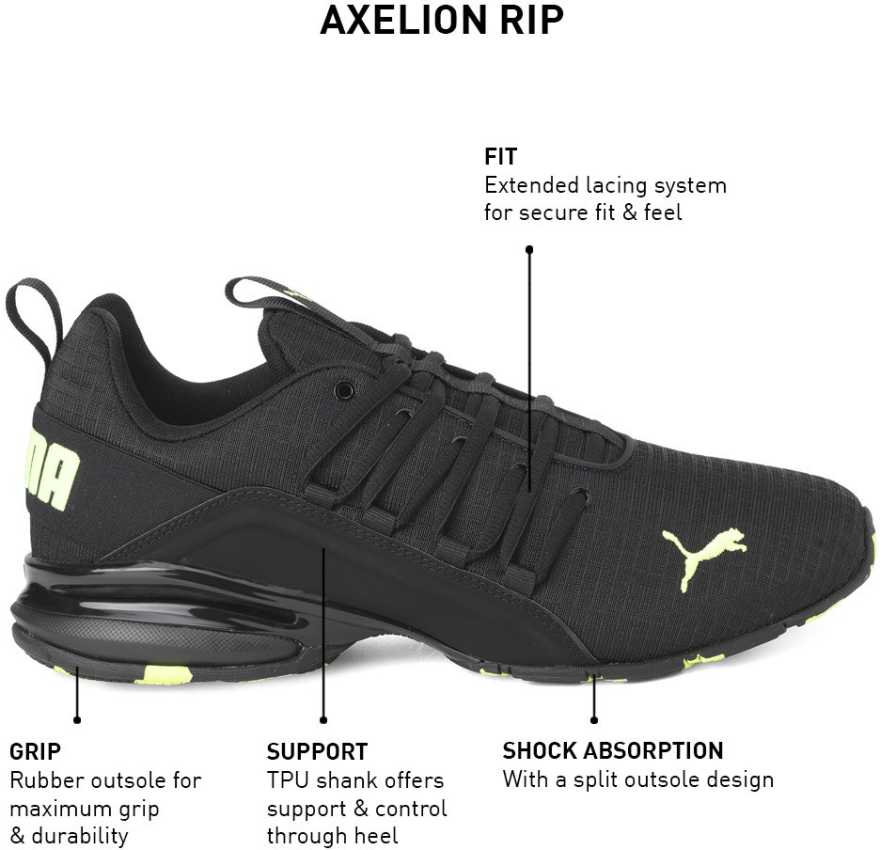 AXELION RIP
FIT
Extended lacing system
for secure fit & feel
GRIP
Rubber outsole for
maximum grip
& durability
SUPPORT
TPU shank offers
support & control
through heel
SHOCK ABSORPTION
With a split outsole design